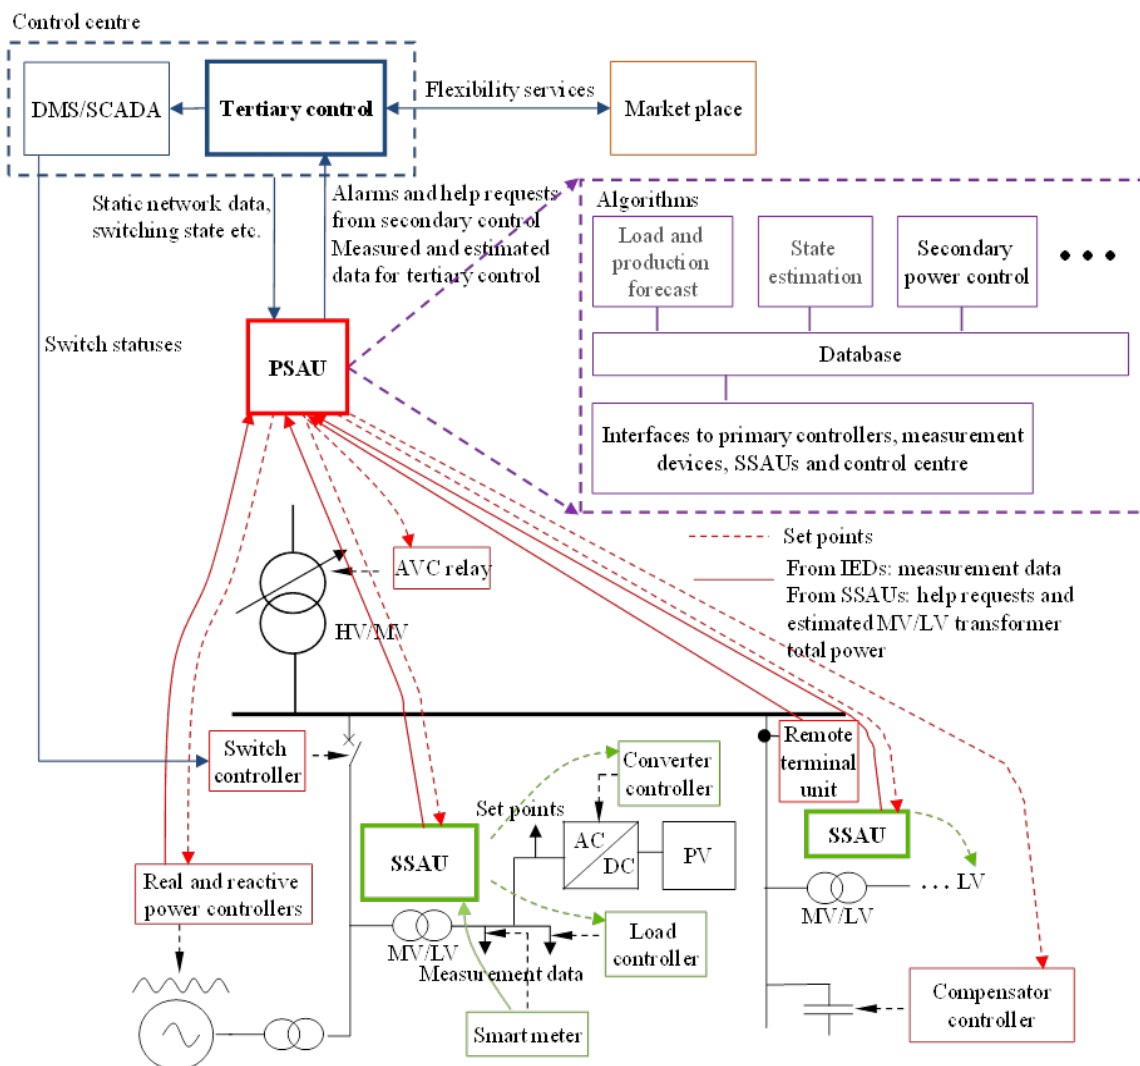 Control centre
DMS/SCADA
Tertiary control
Flexibility services
Market place
Static network data,
switching state etc.
Alarms and help requests
from secondary control
Measured and estimated
data for tertiary control
Algorithms
Load and
production
forecast
State
estimation
Secondary
power control
Database
Interfaces to primary controllers, measurement
devices, SSAUs and control centre
Switch statuses
PSAU
Set points
From IEDs: measurement data
From SSAUs: help requests and
estimated MV/LV transformer
total power
AVC relay
HV/MV
Switch
controller
Converter
controller
Remote
terminal
unit
Set points
AC
DC
PV
SSAU
SSAU
Real and reactive
power controllers
MV/LV
Measurement data
Load
controller
MV/LV
... LV
Smart meter
Compensator
controller